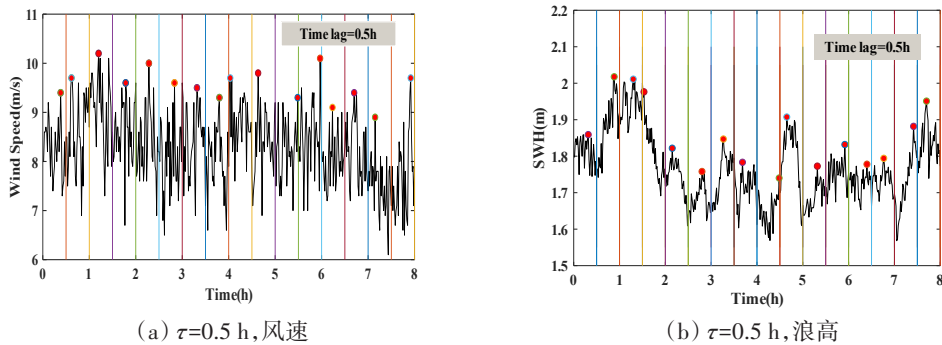 Time lag=0.5h
Wind Speed(m/s)
11
10
9
8
7
6
5
0 1 2 3 4 5 6 7 8
Time(h)
(a) τ=0.5 h,风速
Time lag=0.5h
SWH(m)
2.2
2.1
2.0
1.9
1.8
1.7
1.6
1.5
0 1 2 3 4 5 6 7 8
Time(h)
(b) τ=0.5 h,浪高